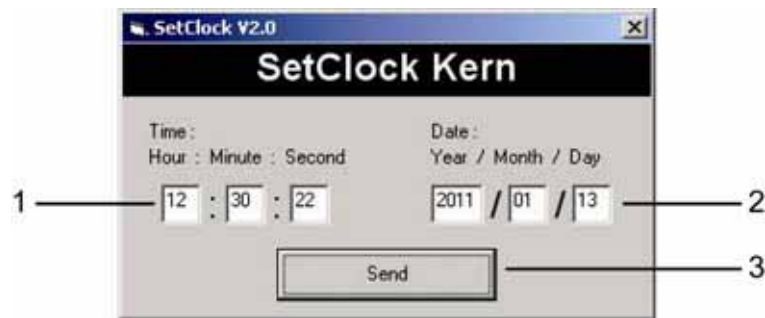 SetClock V2.0
SetClock Kern
Time :
Hour : Minute : Second
12 : 30 : 22
Date :
Year / Month / Day
2011 / 01 / 13
Send
1
2
3